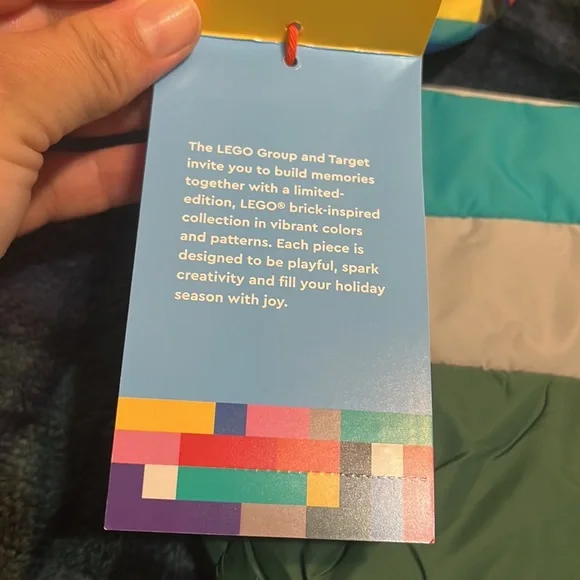 The LEGO Group and Target
invite you to build memories
together with a limited-
edition, LEGO® brick-inspired
collection in vibrant colors
and patterns. Each piece is
designed to be playful, spark
creativity and fill your holiday
season with joy.